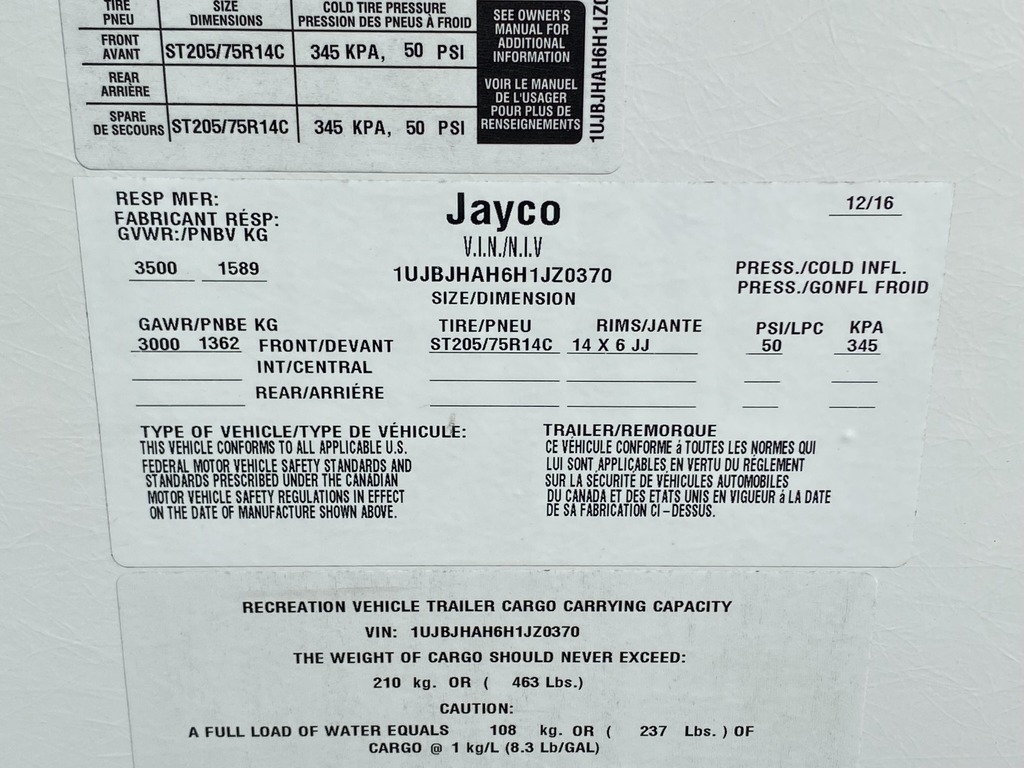 TIRE SIZE COLD TIRE PRESSURE
PNEU DIMENSIONS PRESSION DES PNEUS À FROID
FRONT
AVANT ST205/75R14C 345 KPA, 50 PSI
REAR
ARRIÈRE
SPARE
DE SECOURS ST205/75R14C 345 KPA, 50 PSI
SEE OWNER'S
MANUAL FOR
ADDITIONAL
INFORMATION
VOIR LE MANUEL
DE L'USAGER
POUR PLUS DE
RENSEIGNEMENTS
1UJBJHAH6H1JZ0
RESP MFR:
FABRICANT RÉSP:
GVWR:/PNBV KG
Jayco
12/16
V.I.N./N.I.V
3500 1589
1UJBJHAH6H1JZ0370
SIZE/DIMENSION
PRESS./COLD INFL.
PRESS./GONFL FROID
GAWR/PNBE KG TIRE/PNEU RIMS/JANTE PSI/LPC KPA
3000 1362 FRONT/DEVANT ST205/75R14C 14 X 6 JJ 50 345
INT/CENTRAL
REAR/ARRIÉRE
TYPE OF VEHICLE/TYPE DE VÉHICULE: TRAILER/REMORQUE
THIS VEHICLE CONFORMS TO ALL APPLICABLE U.S.
FEDERAL MOTOR VEHICLE SAFETY STANDARDS AND
STANDARDS PRESCRIBED UNDER THE CANADIAN
MOTOR VEHICLE SAFETY REGULATIONS IN EFFECT
ON THE DATE OF MANUFACTURE SHOWN ABOVE.
CE VÉHICULE CONFORME á TOUTES LES NORMES QUI
LUI SONT APPLICABLES EN VERTU DU RÉGLEMENT
SUR LA SÉCURITÉ DE VÉHICULES AUTOMOBILES
DU CANADA ET DES ETATS UNIS EN VIGUEUR á LA DATE
DE SA FABRICATION CI-DESSUS.
RECREATION VEHICLE TRAILER CARGO CARRYING CAPACITY
VIN: 1UJBJHAH6H1JZ0370
THE WEIGHT OF CARGO SHOULD NEVER EXCEED:
210 kg. OR ( 463 Lbs.)
CAUTION:
A FULL LOAD OF WATER EQUALS 108 kg. OR ( 237 Lbs. ) OF
CARGO @ 1 kg/L (8.3 Lb/GAL)